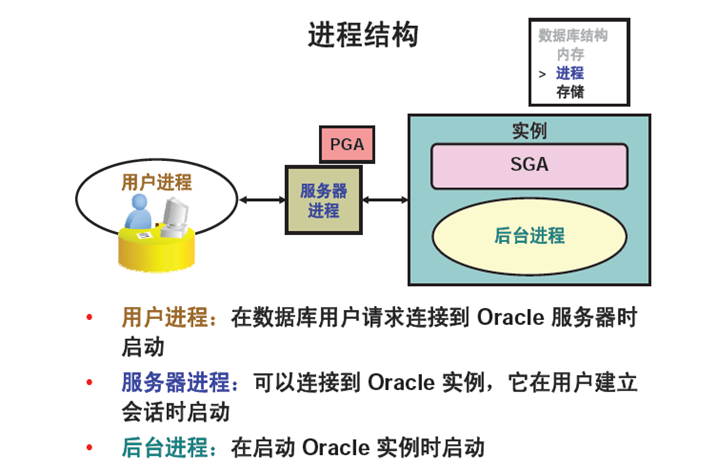 进程结构
数据库结构
内存
> 进程
存储
实例
PGA
SGA
用户进程
服务器
进程
后台进程
• 用户进程：在数据库用户请求连接到 Oracle 服务器时
启动
• 服务器进程：可以连接到 Oracle 实例，它在用户建立
会话时启动
• 后台进程：在启动 Oracle 实例时启动